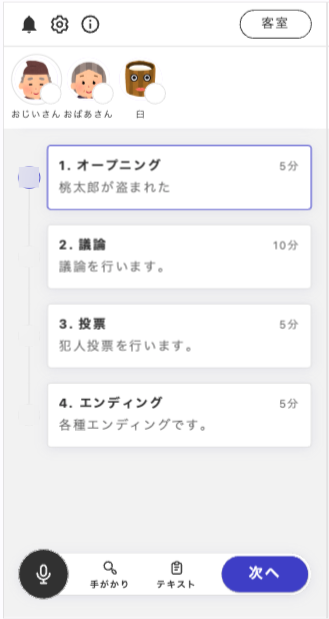 客室
おじいさん おばあさん 臼
1. オープニング 5分
桃太郎が盗まれた
2. 議論 10分
議論を行います。
3. 投票 5分
犯人投票を行います。
4. エンディング 5分
各種エンディングです。
手がかり テキスト 次へ